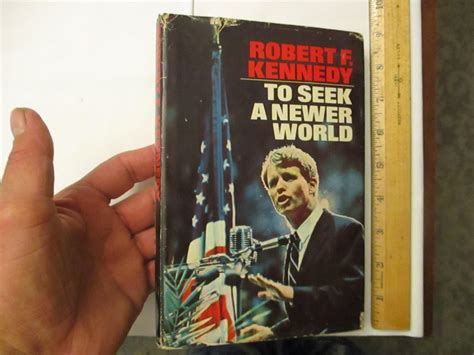 ROBERT F.
KENNEDY
TO SEEK
A NEWER
WORLD